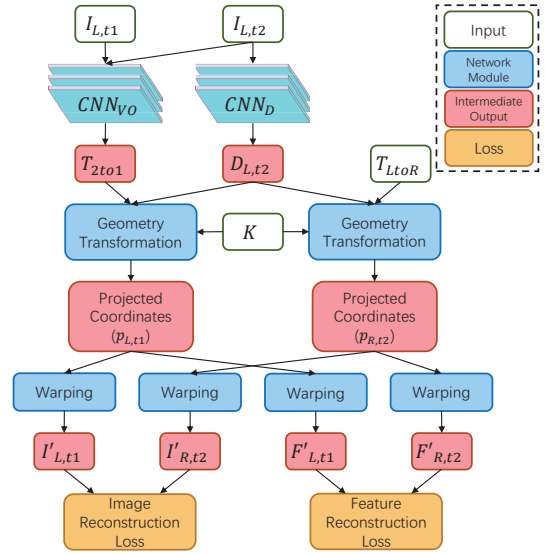 I_{L,t1}
I_{L,t2}
Input
Network
Module
Intermediate
Output
Loss
CNN_{VO}
CNN_D
T_{2to1}
D_{L,t2}
T_{LtoR}
Geometry
Transformation
K
Geometry
Transformation
Projected
Coordinates
(p_{L,t1})
Projected
Coordinates
(p_{R,t2})
Warping
Warping
Warping
Warping
I'_{L,t1}
I'_{R,t2}
F'_{L,t1}
F'_{R,t2}
Image
Reconstruction
Loss
Feature
Reconstruction
Loss